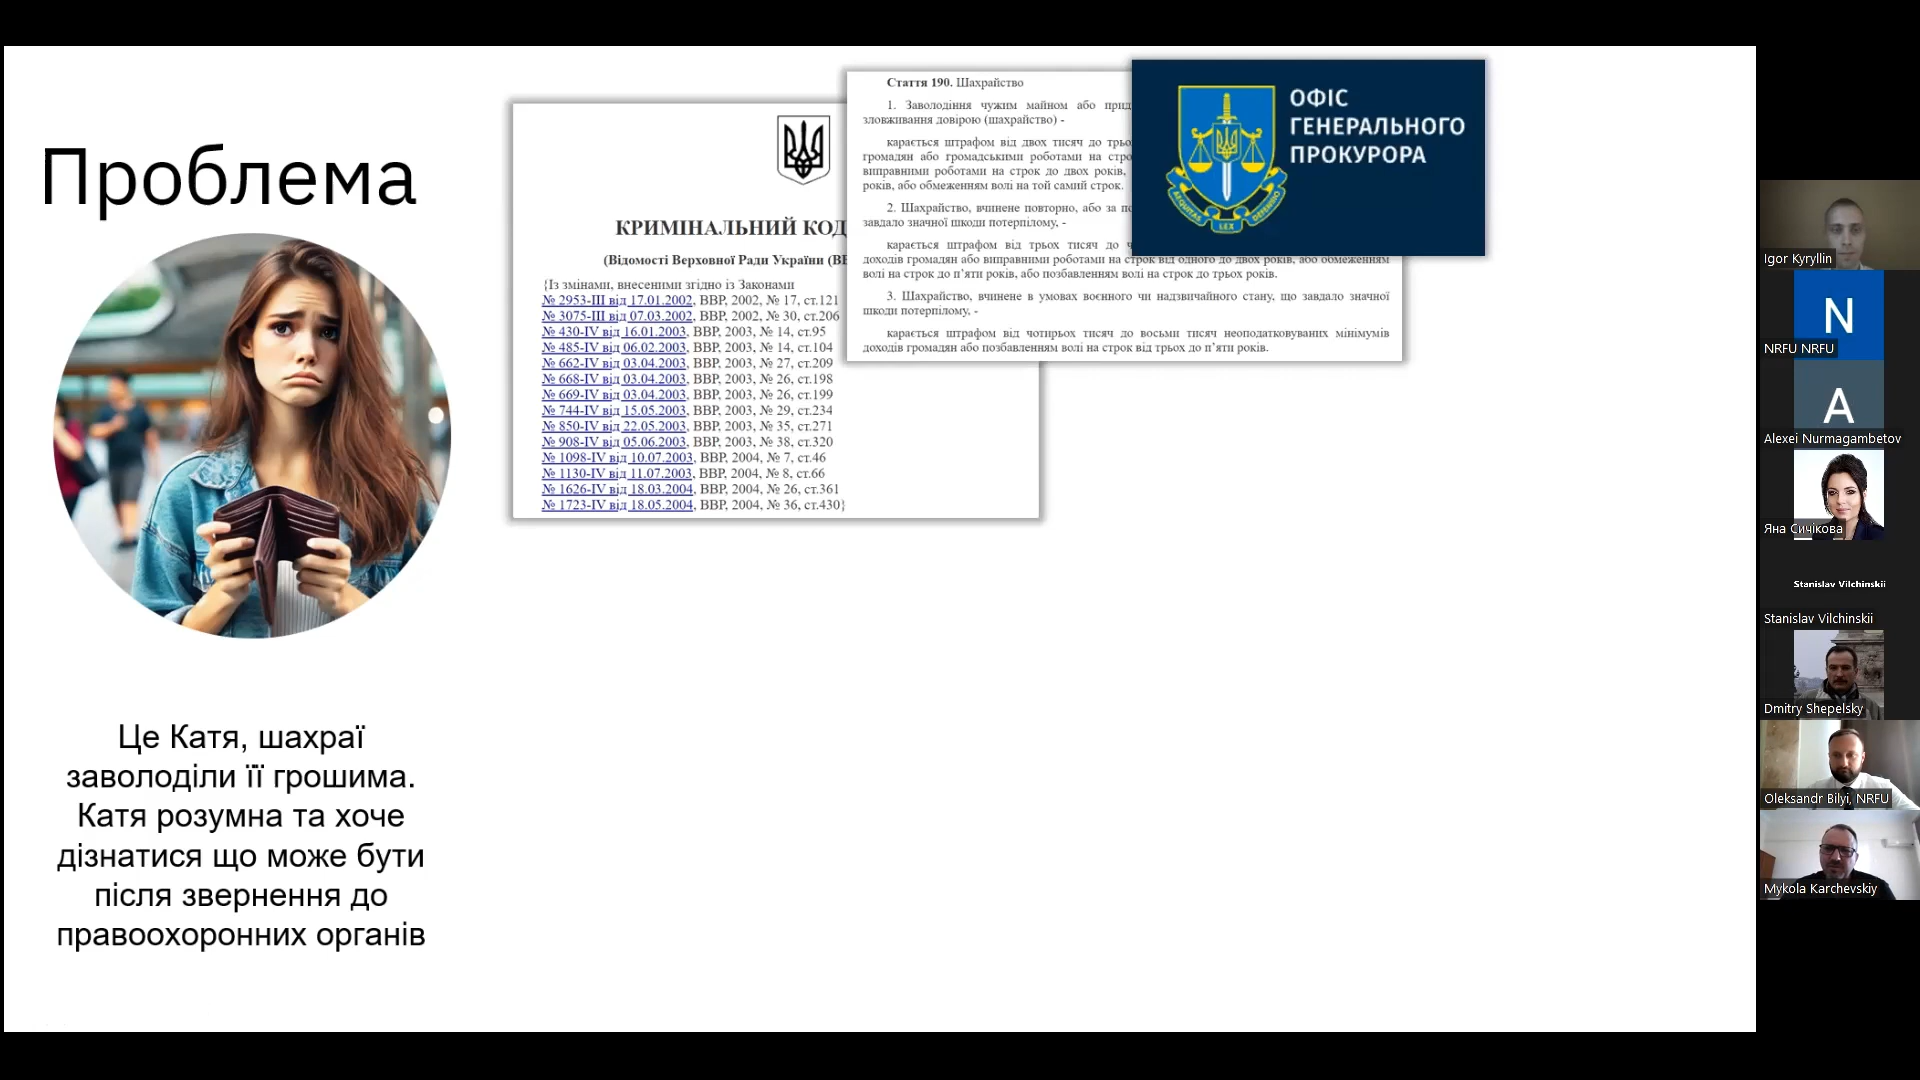 Проблема
Це Катя, шахраї
заволоділи її грошима.
Катя розумна та хоче
дізнатися що може бути
після звернення до
правоохоронних органів
КРИМІНАЛЬНИЙ КОД
(Відомості Верховної Ради України (ВВ
{Із змінами, внесеними згідно із Законами
№ 2953-III від 17.01.2002, ВВР, 2002, № 17, ст.121
№ 3075-III від 07.03.2002, ВВР, 2002, № 30, ст.206
№ 430-IV від 16.01.2003, ВВР, 2003, № 14, ст.95
№ 485-IV від 06.02.2003, ВВР, 2003, № 14, ст.104
№ 662-IV від 03.04.2003, ВВР, 2003, № 27, ст.209
№ 668-IV від 03.04.2003, ВВР, 2003, № 26, ст.198
№ 669-IV від 03.04.2003, ВВР, 2003, № 26, ст.199
№ 744-IV від 15.05.2003, ВВР, 2003, № 29, ст.234
№ 850-IV від 22.05.2003, ВВР, 2003, № 35, ст.271
№ 908-IV від 05.06.2003, ВВР, 2003, № 38, ст.320
№ 1098-IV від 10.07.2003, ВВР, 2004, № 7, ст.46
№ 1130-IV від 11.07.2003, ВВР, 2004, № 8, ст.66
№ 1626-IV від 18.03.2004, ВВР, 2004, № 26, ст.361
№ 1723-IV від 18.05.2004, ВВР, 2004, № 36, ст.430}
Стаття 190. Шахрайство
1. Заволодіння чужим майном або прид
зловживання довірою (шахрайство) -
карається штрафом від двох тисяч до трьо
громадян або громадськими роботами на стро
виправними роботами на строк до двох років,
років, або обмеженням волі на той самий строк.
2. Шахрайство, вчинене повторно, або за по
завдало значної шкоди потерпілому, -
карається штрафом від трьох тисяч до ч
доходів громадян або виправними роботами на строк від одного до двох років, або обмеженням
волі на строк до п’яти років, або позбавленням волі на строк до трьох років.
3. Шахрайство, вчинене в умовах воєнного чи надзвичайного стану, що завдало значної
шкоди потерпілому, -
карається штрафом від чотирьох тисяч до восьми тисяч неоподатковуваних мінімумів
доходів громадян або позбавленням волі на строк від трьох до п’яти років.
ОФІС
ГЕНЕРАЛЬНОГО
ПРОКУРОРА
AEQUITAS
LEX
DEFENDO
Igor Kyryllin
N
NRFU NRFU
A
Alexei Nurmagambetov
Яна Сичікова
Stanislav Vilchinskii
Stanislav Vilchinskii
Dmitry Shepelsky
Oleksandr Bilyi, NRFU
Mykola Karchevskiy